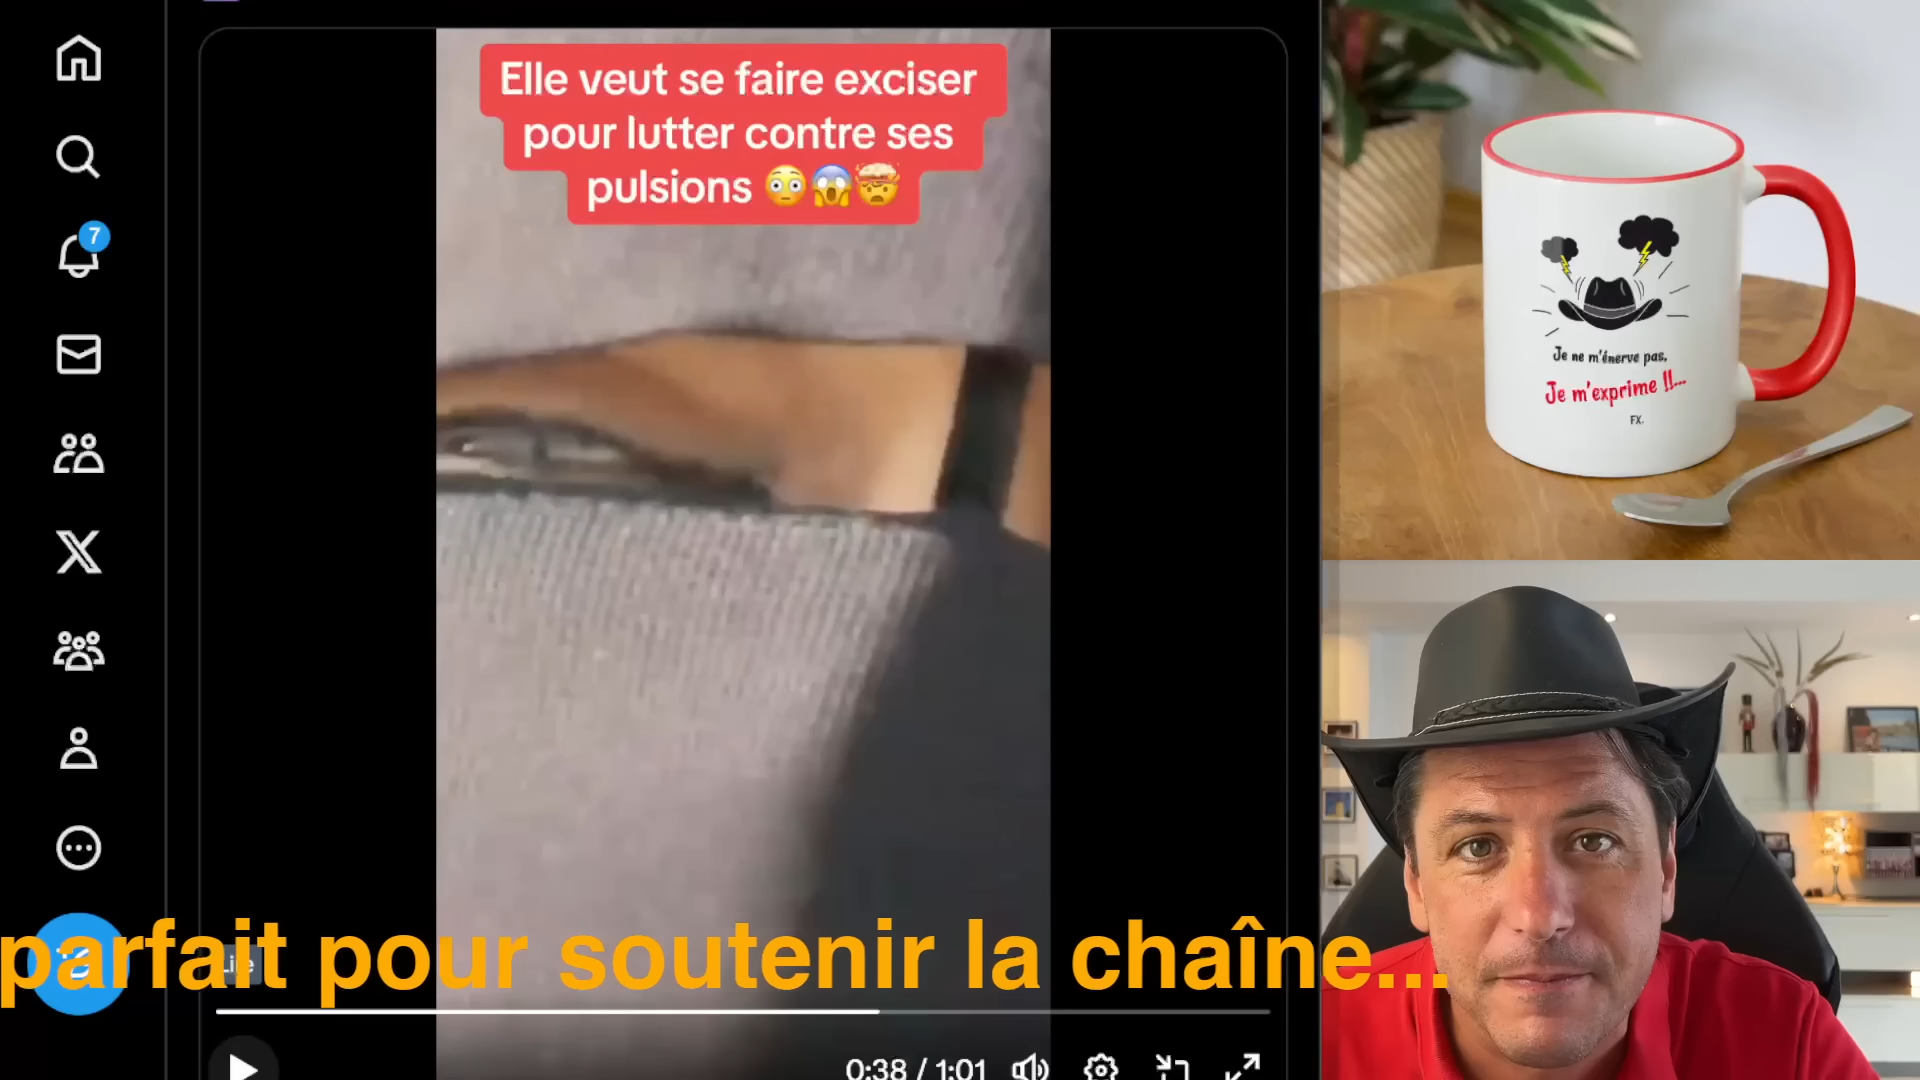 Elle veut se faire exciser
pour lutter contre ses
pulsions 😳😱🤯
7
Je ne m'énerve pas,
Je m'exprime !!...
FX.
parfait pour soutenir la chaîne...
0:38 / 1:01